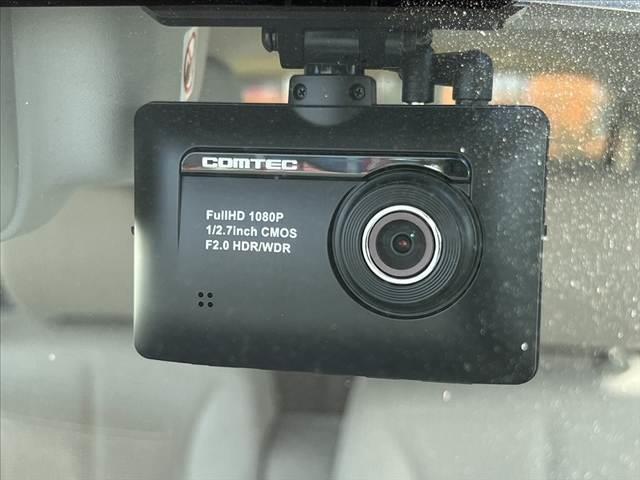 COMTEC
FullHD 1080P
1/2.7inch CMOS
F2.0 HDR/WDR